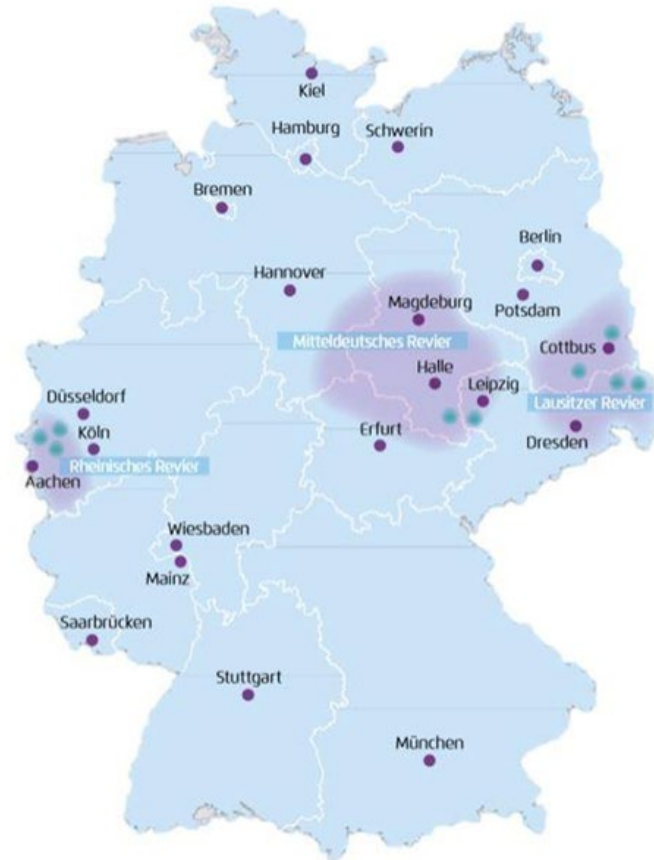 Kiel
Hamburg
Schwerin
Bremen
Berlin
Hannover
Potsdam
Magdeburg
Mitteldeutsches Revier
Cottbus
Halle
Leipzig
Düsseldorf
Lausitzer Revier
Köln
Erfurt
Dresden
Rheinisches Revier
Aachen
Wiesbaden
Mainz
Saarbrücken
Stuttgart
München